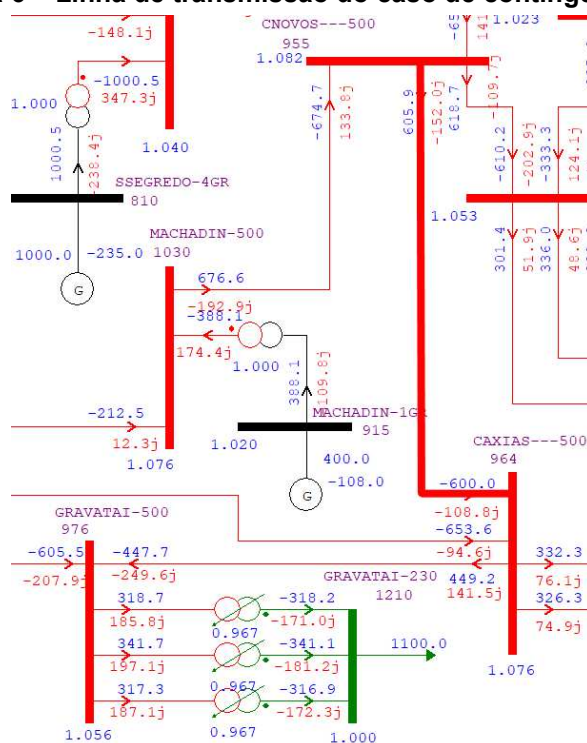 Linha de transmissão do caso de conting
CNOVOS---500
955
1.082
1.023
-148.1j
-1000.5
347.3j
1.000
1.040
1000.5
-238.4j
SSEGREDO-4GR
810
1000.0
-235.0
G
-674.7
133.8j
605.9
-152.0j
618.7
-109.7j
-610.2
-202.9j
-333.3
124.1j
1.053
301.4
51.9j
336.0
48.6j
MACHADIN-500
1030
676.6
-192.9j
-388.1
174.4j
1.000
388.1
-109.8j
-212.5
12.3j
1.076
MACHADIN-1GR
915
1.020
400.0
-108.0
G
CAXIAS---500
964
-600.0
-108.8j
-653.6
-94.6j
449.2
141.5j
332.3
76.1j
326.3
74.9j
1.076
GRAVATAI-500
976
-605.5
-207.9j
-447.7
-249.6j
GRAVATAI-230
1210
318.7
185.8j
0.967
-318.2
-171.0j
341.7
197.1j
0.967
-341.1
-181.2j
1100.0
317.3
187.1j
0.967
-316.9
-172.3j
1.056
1.000